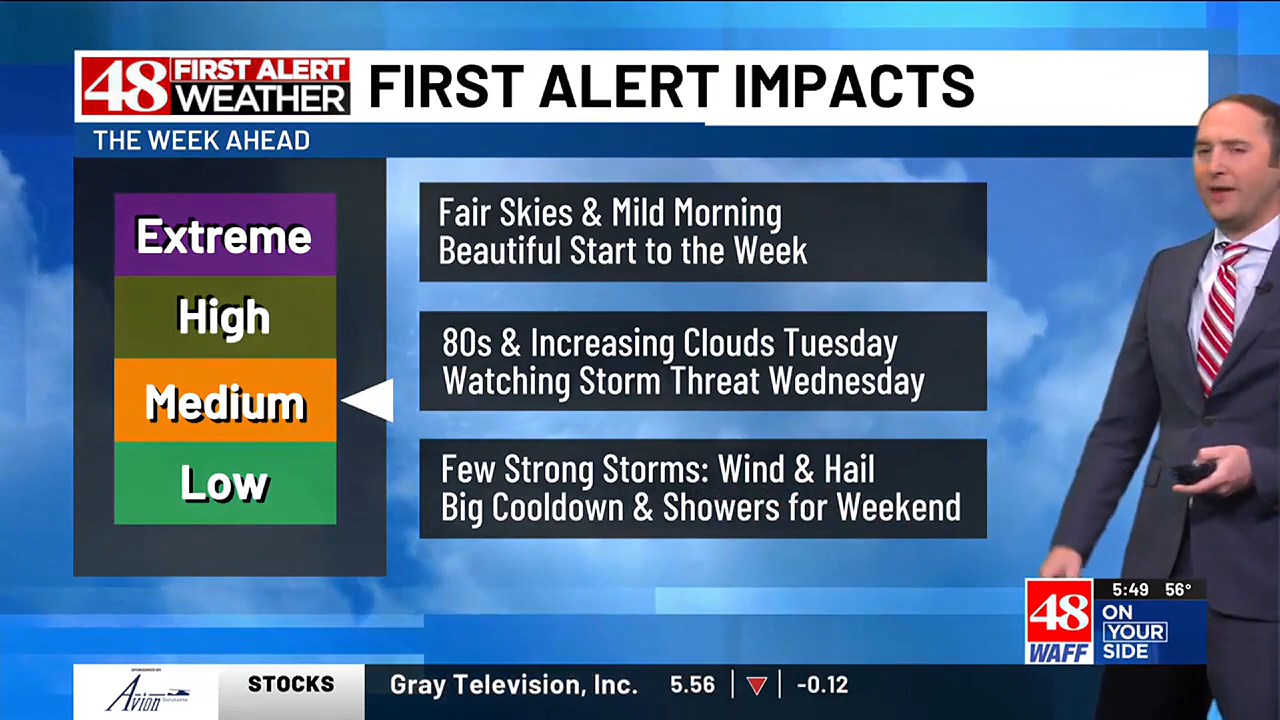 48 FIRST ALERT
WEATHER
FIRST ALERT IMPACTS
THE WEEK AHEAD
Extreme
High
Medium
Low
Fair Skies & Mild Morning
Beautiful Start to the Week
80s & Increasing Clouds Tuesday
Watching Storm Threat Wednesday
Few Strong Storms: Wind & Hail
Big Cooldown & Showers for Weekend
5:49 56°
48
WAFF
ON
YOUR
SIDE
SPONSORED BY
Avion Solutions
STOCKS
Gray Television, Inc. 5.56 -0.12